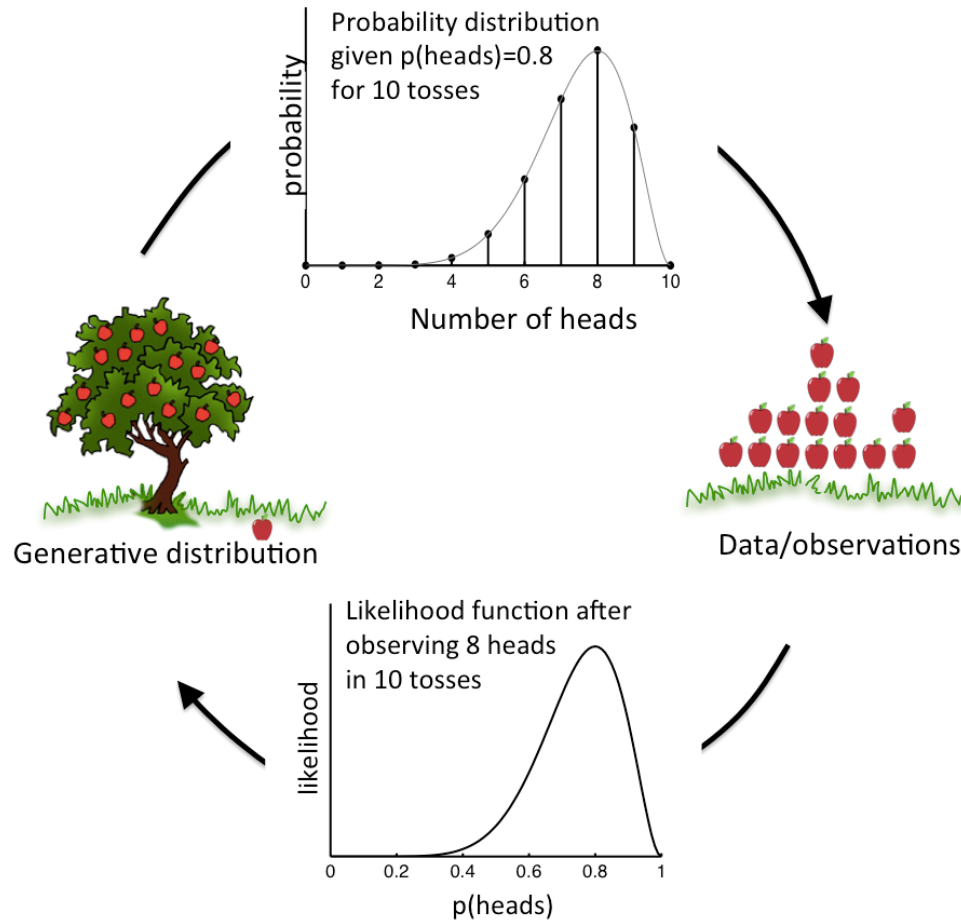 Probability distribution
given p(heads)=0.8
for 10 tosses
probability
0 2 4 6 8 10
Number of heads
Generative distribution
Data/observations
Likelihood function after
observing 8 heads
in 10 tosses
likelihood
0 0.2 0.4 0.6 0.8 1
p(heads)